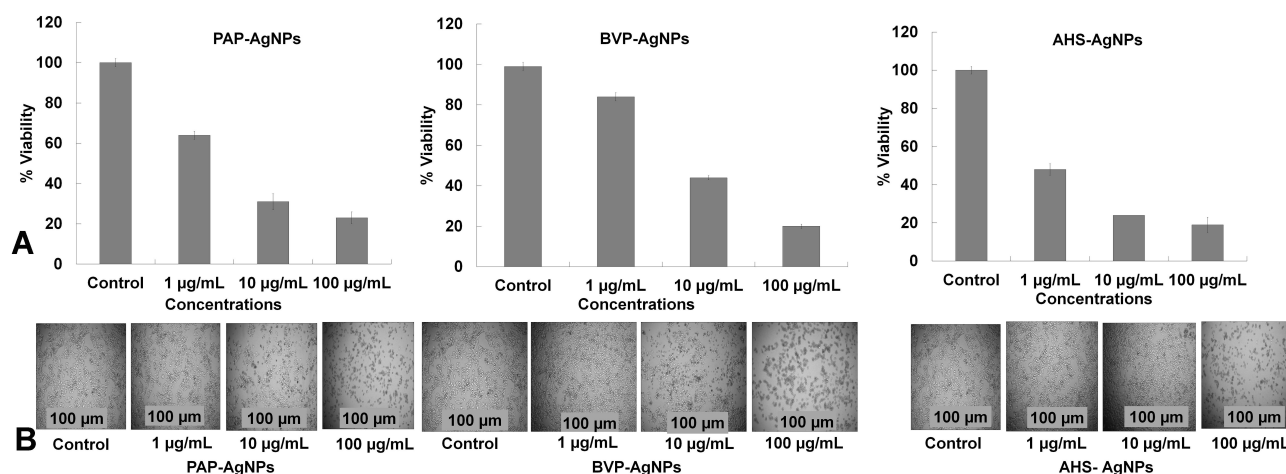 PAP-AgNPs
120
100
80
60
40
20
0
% Viability
Control 1 µg/mL 10 µg/mL 100 µg/mL
Concentrations
BVP-AgNPs
120
100
80
60
40
20
0
% Viability
Control 1 µg/mL 10 µg/mL 100 µg/mL
Concentrations
AHS-AgNPs
120
100
80
60
40
20
0
% Viability
Control 1 µg/mL 10 µg/mL 100 µg/mL
Concentrations
A
100 µm 100 µm 100 µm 100 µm 100 µm 100 µm 100 µm 100 µm 100 µm 100 µm 100 µm 100 µm
B
Control 1 µg/mL 10 µg/mL 100 µg/mL Control 1 µg/mL 10 µg/mL 100 µg/mL Control 1 µg/mL 10 µg/mL 100 µg/mL
PAP-AgNPs BVP-AgNPs AHS- AgNPs